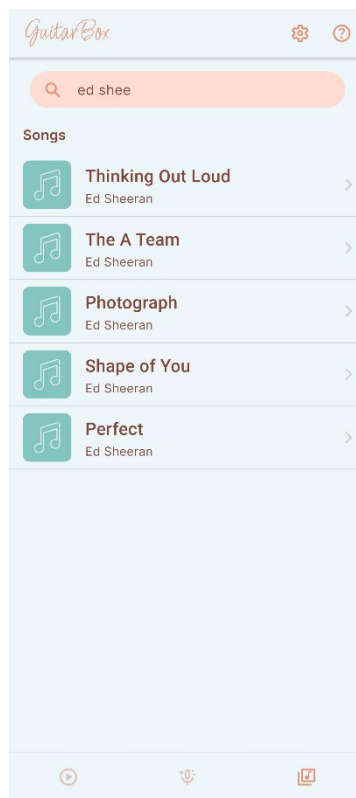 GuitarBox
ed shee
Songs
Thinking Out Loud
Ed Sheeran
The A Team
Ed Sheeran
Photograph
Ed Sheeran
Shape of You
Ed Sheeran
Perfect
Ed Sheeran